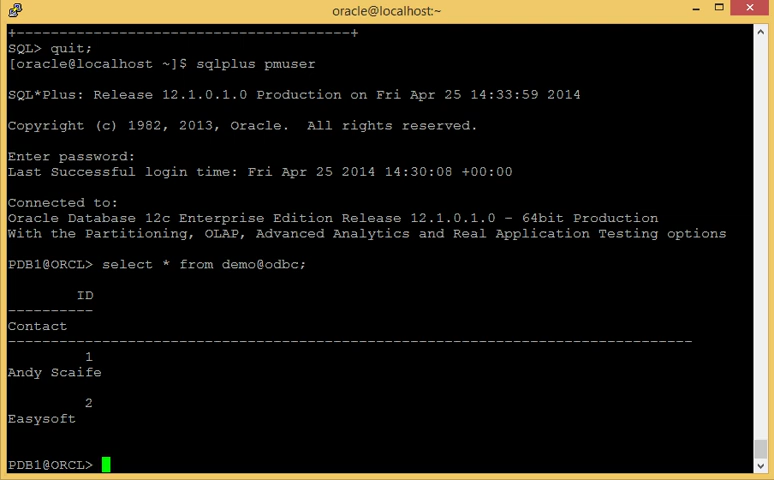 oracle@localhost:~
+-------------------------------------+
SQL> quit;
[oracle@localhost ~]$ sqlplus pmuser
SQL*Plus: Release 12.1.0.1.0 Production on Fri Apr 25 14:33:59 2014
Copyright (c) 1982, 2013, Oracle.  All rights reserved.
Enter password:
Last Successful login time: Fri Apr 25 2014 14:30:08 +00:00
Connected to:
Oracle Database 12c Enterprise Edition Release 12.1.0.1.0 - 64bit Production
With the Partitioning, OLAP, Advanced Analytics and Real Application Testing options
PDB1@ORCL> select * from demo@odbc;
ID
----------
Contact
--------------------------------------------------------------------------------
1
Andy Scaife
2
Easysoft
PDB1@ORCL>